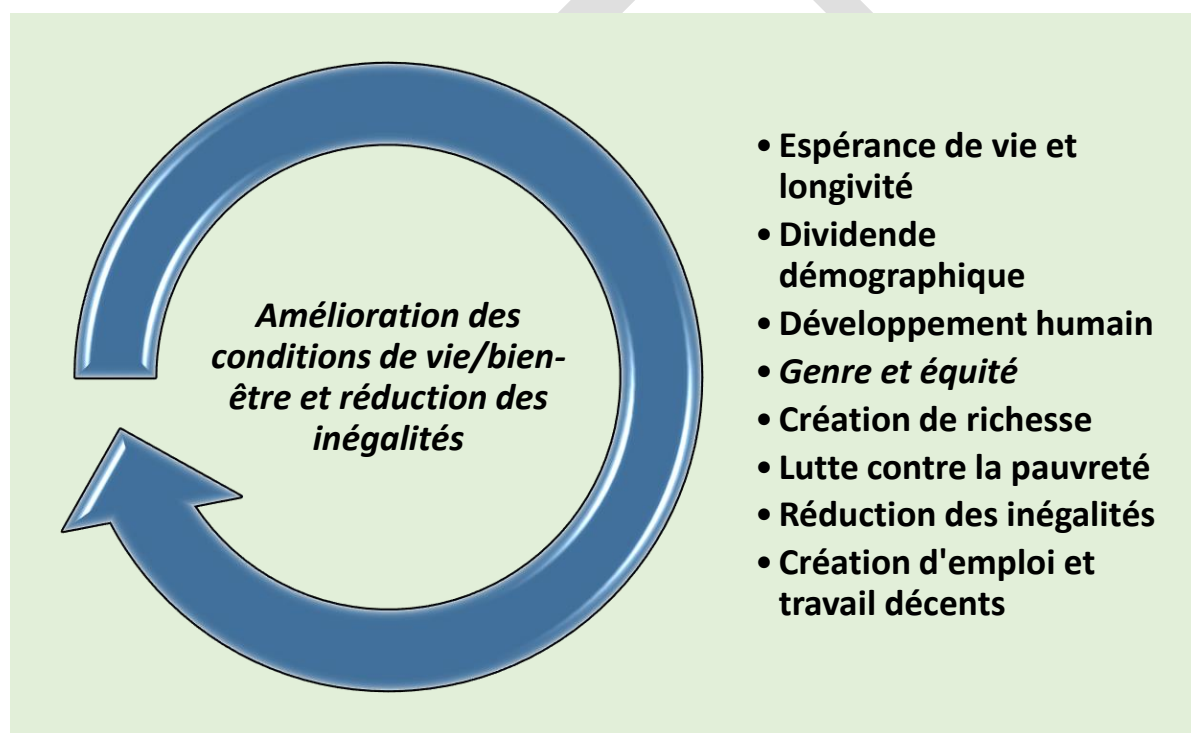 Amélioration des
conditions de vie/bien-
être et réduction des
inégalités
• Espérance de vie et
longivité
• Dividende
démographique
• Développement humain
• Genre et équité
• Création de richesse
• Lutte contre la pauvreté
• Réduction des inégalités
• Création d'emploi et
travail décents